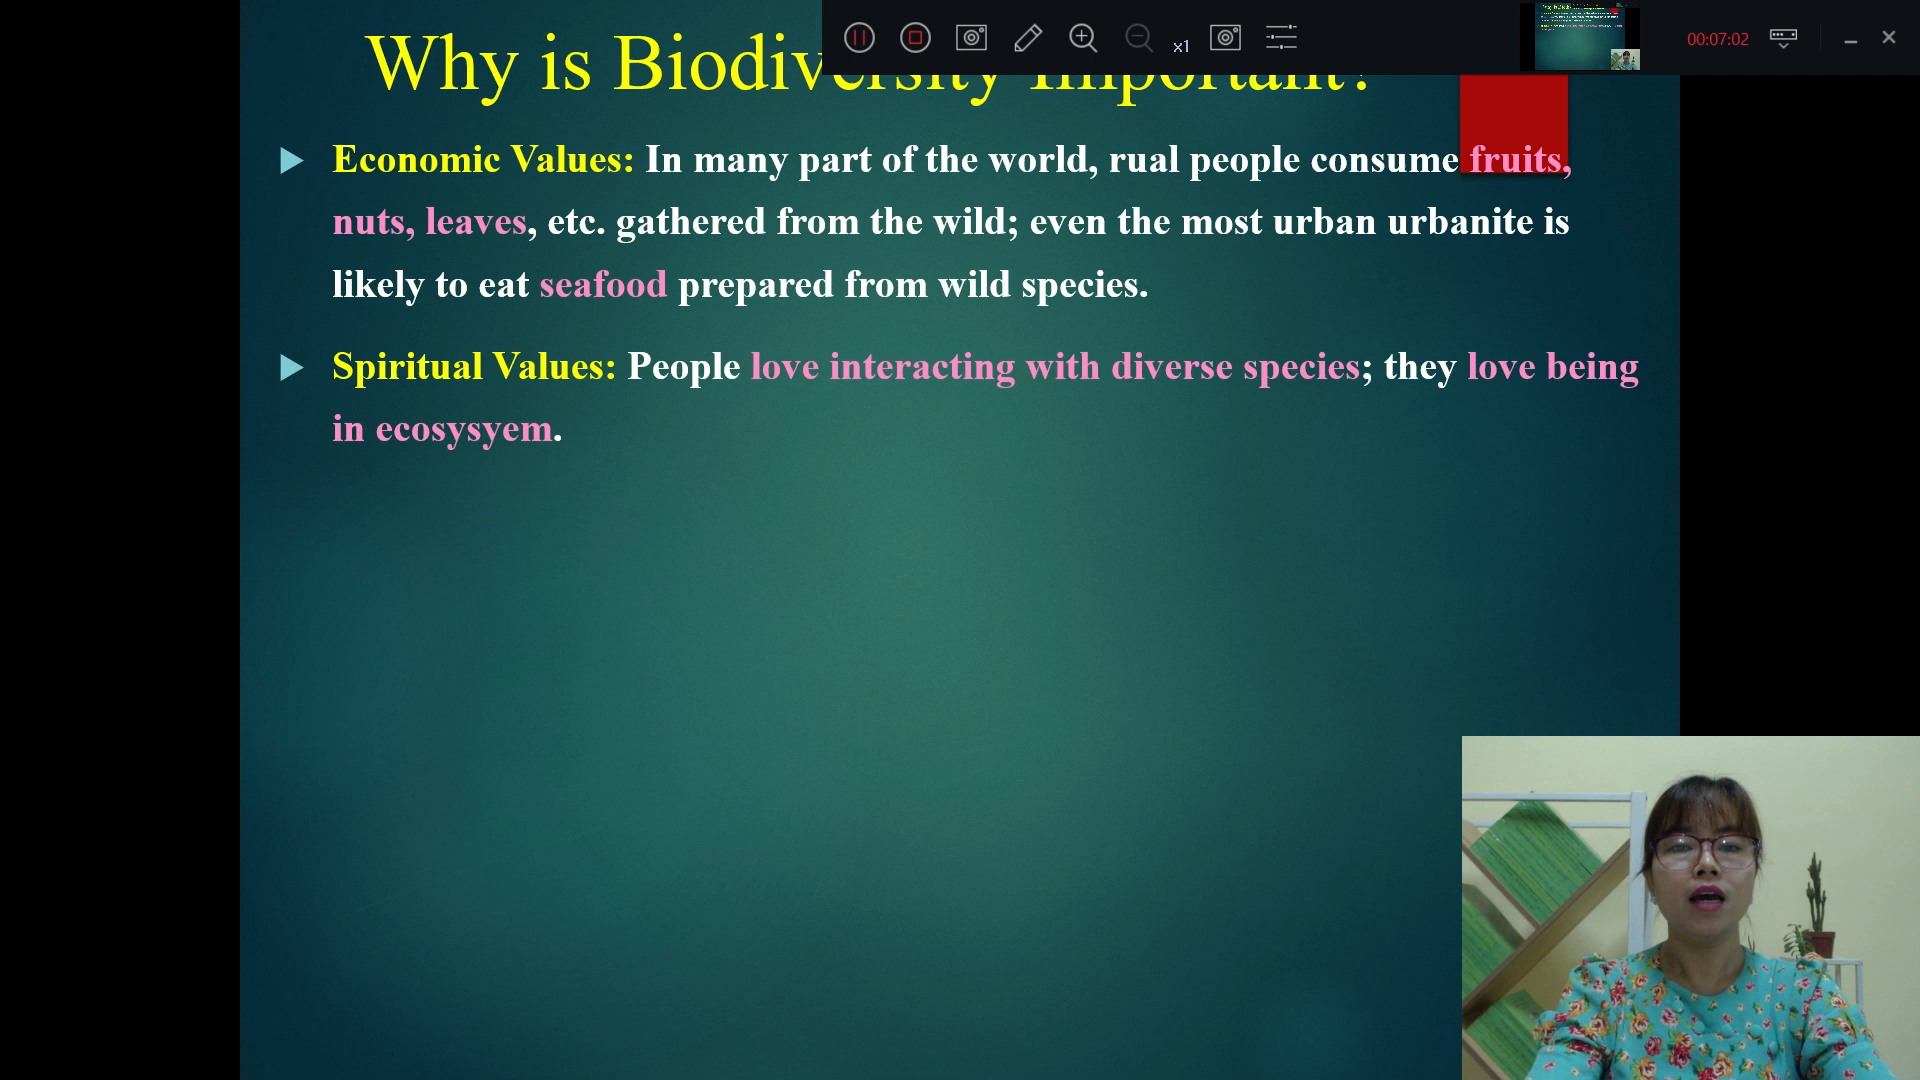 Why is Biodiversity Important?
x1
00:07:02
Economic Values: In many part of the world, rual people consume fruits,
nuts, leaves, etc. gathered from the wild; even the most urban urbanite is
likely to eat seafood prepared from wild species.
Spiritual Values: People love interacting with diverse species; they love being
in ecosysyem.